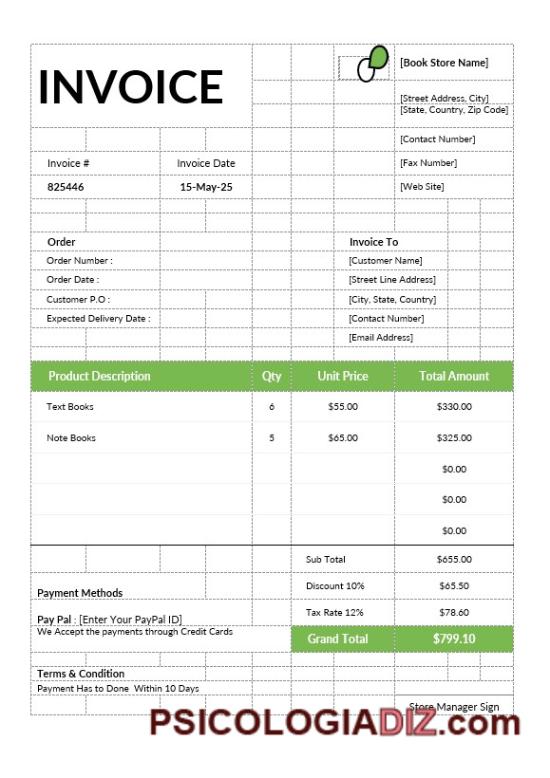 INVOICE
[Book Store Name]
[Street Address, City]
[State, Country, Zip Code]
[Contact Number]
Invoice # Invoice Date [Fax Number]
825446 15-May-25 [Web Site]
Order Invoice To
Order Number : [Customer Name]
Order Date : [Street Line Address]
Customer P.O : [City, State, Country]
Expected Delivery Date : [Contact Number]
[Email Address]
Product Description Qty Unit Price Total Amount
Text Books 6 $55.00 $330.00
Note Books 5 $65.00 $325.00
$0.00
$0.00
$0.00
Sub Total $655.00
Discount 10% $65.50
Payment Methods
Tax Rate 12% $78.60
Pay Pal : [Enter Your PayPal ID]
We Accept the payments through Credit Cards
Grand Total $799.10
Terms & Condition
Payment Has to Done Within 10 Days
Store Manager Sign
PSICOLOGIADIZ.com